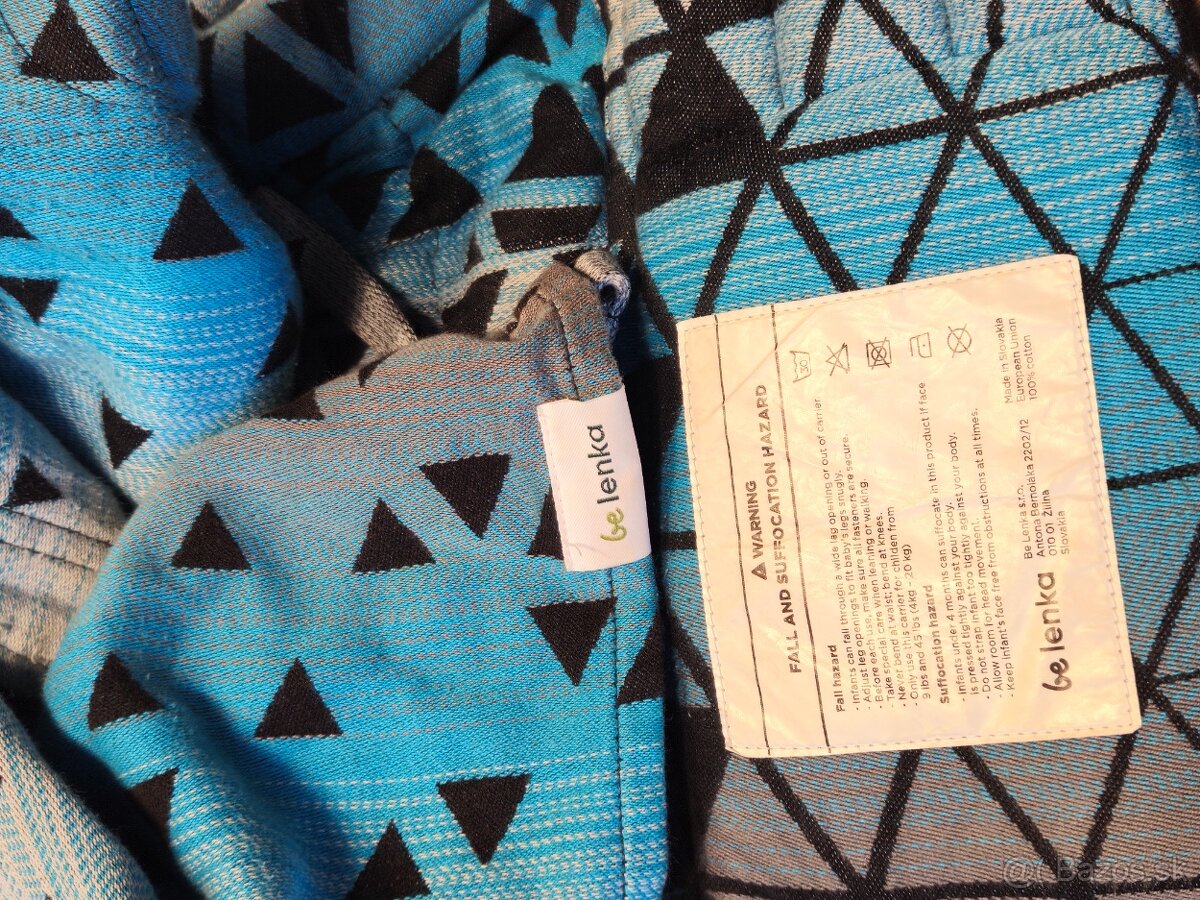 be lenka
WARNING
FALL AND SUFFOCATION HAZARD
Fall hazard
- Infants can fall through a wide lag opening or out of carrier.
- Adjust leg openings to fit baby's legs snugly.
- Before each use, make sure all fasteners are secure.
- Take special care when leaning or walking.
- Never bend at waist; bend at knees.
- Only use this carrier for childen from
9 lbs and 45 lbs (4kg - 20 kg)
Suffocation hazard
- Infants under 4 months can suffocate in this product if face
is pressed tightly against your body.
- Do not strap infant too tightly against your body.
- Allow room for head movement.
- Keep infant's face free from obstructions at all times.
30
be lenka
Be Lenka s.r.o.
Antona Bernoláka 2202/12
010 01 Žilina
Slovakia
Made in Slovakia
European Union
100% cotton
Bazos.sk